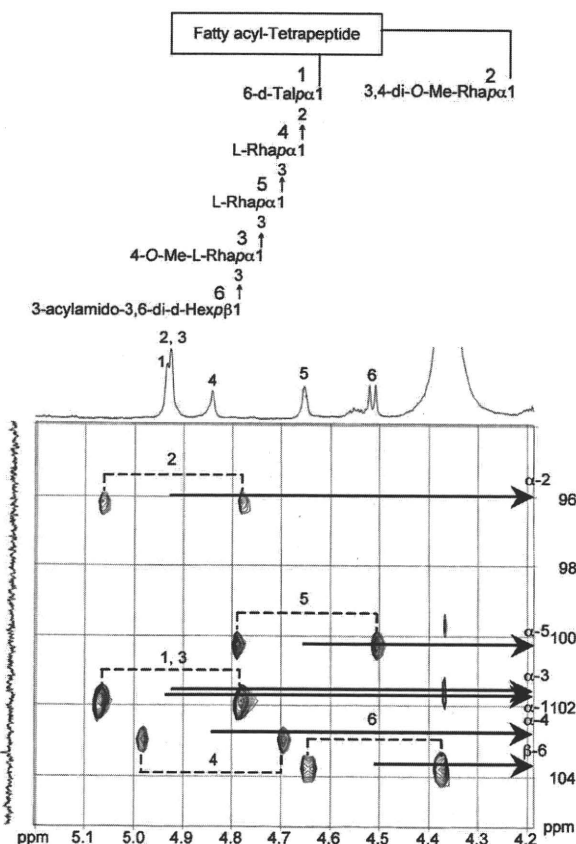 Fatty acyl-Tetrapeptide
1 2
6-d-Talpα1 3,4-di-O-Me-Rhapα1
2
4
L-Rhapα1
3
5
L-Rhapα1
3
3
4-O-Me-L-Rhapα1
3
6
3-acylamido-3,6-di-d-Hexpβ1
2, 3
1
4 5 6
2 α-2
96
98
5
α-5 100
1, 3 α-3
α-1 102
α-4
6
4
β-6
104
ppm 5.1 5.0 4.9 4.8 4.7 4.6 4.5 4.4 4.3 4.2 ppm